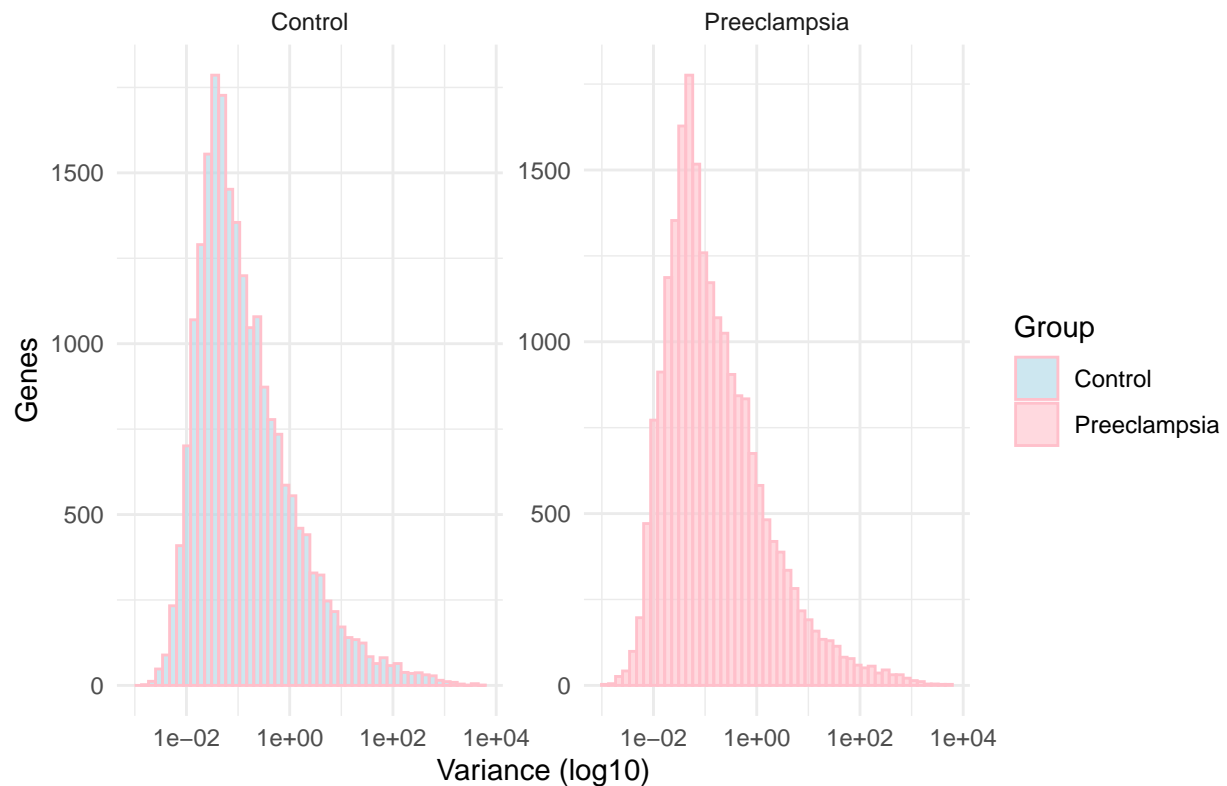 Control
Preeclampsia
Genes
1500
1000
500
0
1500
1000
500
0
1e−02
1e+00
1e+02
1e+04
1e−02
1e+00
1e+02
1e+04
Variance (log10)
Group
Control
Preeclampsia